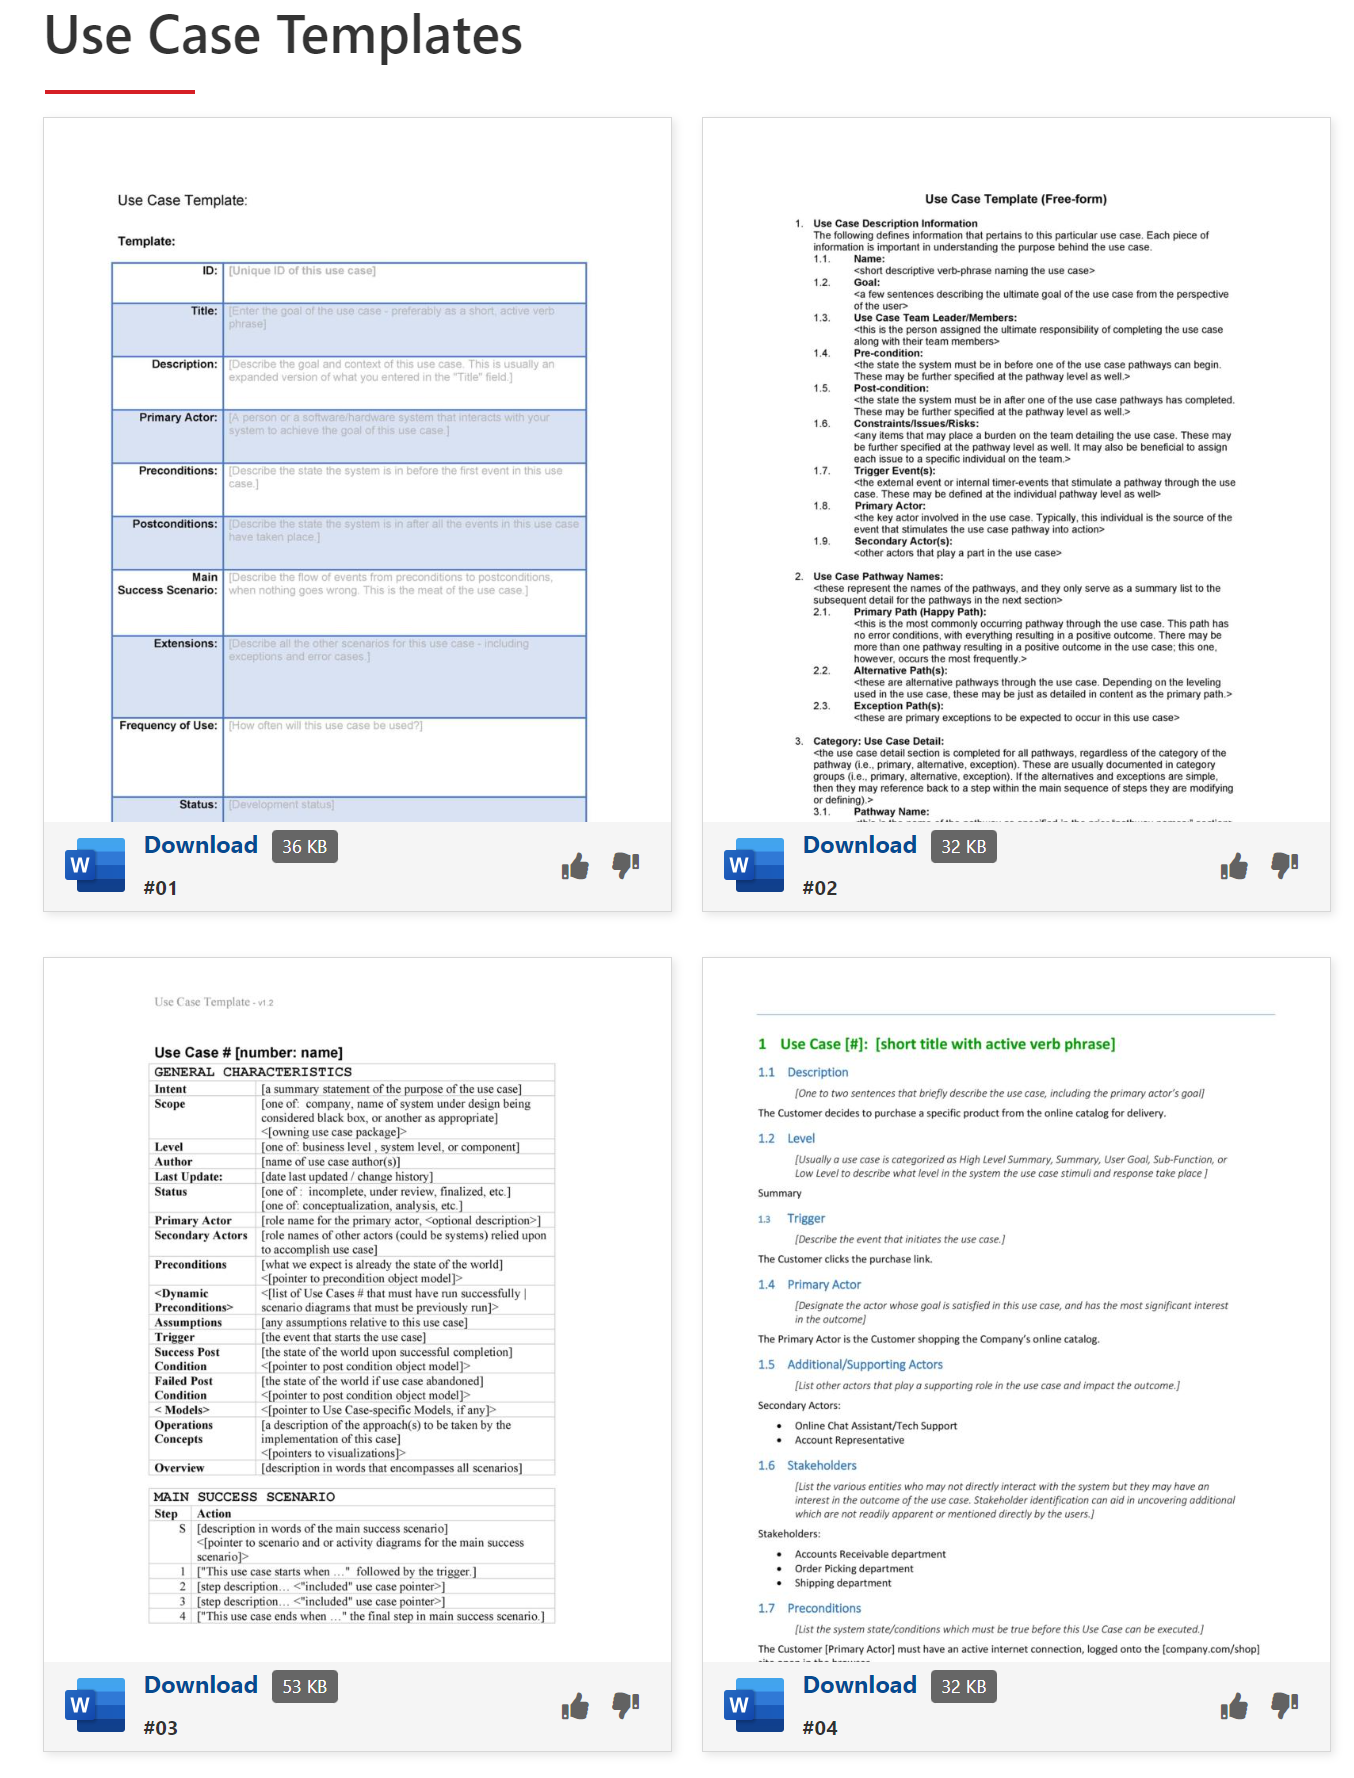 Use Case Templates
Use Case Template:
Template:
ID: [Unique ID of this use case]
Title: [Enter the goal of the use case - preferably as a short, active verb
phrase]
Description: [Describe the goal and context of this use case. This is usually an
expanded version of what you entered in the "Title" field.]
Primary Actor: [A person or a software/hardware system that interacts with your
system to achieve the goal of this use case.]
Preconditions: [Describe the state the system is in before the first event in this use
case.]
Postconditions: [Describe the state the system is in after all the events in this use case
have taken place.]
Main [Describe the flow of events from preconditions to postconditions,
Success Scenario: when nothing goes wrong. This is the meat of the use case.]
Extensions: [Describe all the other scenarios for this use case - including
exceptions and error cases.]
Frequency of Use: [How often will this use case be used?]
Status: [Development status]
Download 36 KB
#01
Use Case Template (Free-form)
1. Use Case Description Information
The following defines information that pertains to this particular use case. Each piece of
information is important in understanding the purpose behind the use case.
1.1. Name:
<short descriptive verb-phrase naming the use case>
1.2. Goal:
<a few sentences describing the ultimate goal of the use case from the perspective
of the user>
1.3. Use Case Team Leader/Members:
<this is the person assigned the ultimate responsibility of completing the use case
along with their team members>
1.4. Pre-condition:
<the state the system must be in before one of the use case pathways can begin.
These may be further specified at the pathway level as well.>
1.5. Post-condition:
<the state the system must be in after one of the use case pathways has completed.
These may be further specified at the pathway level as well.>
1.6. Constraints/Issues/Risks:
<any items that may place a burden on the team detailing the use case. These may
be further specified at the pathway level as well. It may also be beneficial to assign
each issue to a specific individual on the team.>
1.7. Trigger Event(s):
<the external event or internal timer-events that stimulate a pathway through the use
case. These may be defined at the individual pathway level as well>
1.8. Primary Actor:
<the key actor involved in the use case. Typically, this individual is the source of the
event that stimulates the use case pathway into action>
1.9. Secondary Actor(s):
<other actors that play a part in the use case>
2. Use Case Pathway Names:
<these represent the names of the pathways, and they only serve as a summary list to the
subsequent detail for the pathways in the next section>
2.1. Primary Path (Happy Path):
<this is the most commonly occurring pathway through the use case. This path has
no error conditions, with everything resulting in a positive outcome. There may be
more than one pathway resulting in a positive outcome in the use case; this one,
however, occurs the most frequently.>
2.2. Alternative Path(s):
<these are alternative pathways through the use case. Depending on the leveling
used in the use case, these may be just as detailed in content as the primary path.>
2.3. Exception Path(s):
<these are primary exceptions to be expected to occur in this use case>
3. Category: Use Case Detail:
<the use case detail section is completed for all pathways, regardless of the category of the
pathway (i.e., primary, alternative, exception). These are usually documented in category
groups (i.e., primary, alternative, exception). If the alternatives and exceptions are simple,
then they may reference back to a step within the main sequence of steps they are modifying
or defining).>
3.1. Pathway Name:
Download 32 KB
#02
Use Case Template - v1.2
Use Case # [number: name]
GENERAL CHARACTERISTICS
Intent [a summary statement of the purpose of the use case]
Scope [one of: company, name of system under design being
considered black box, or another as appropriate]
<[owning use case package]>
Level [one of: business level , system level, or component]
Author [name of use case author(s)]
Last Update: [date last updated / change history]
Status [one of : incomplete, under review, finalized, etc.]
[one of: conceptualization, analysis, etc.]
Primary Actor [role name for the primary actor, <optional description>]
Secondary Actors [role names of other actors (could be systems) relied upon
to accomplish use case]
Preconditions [what we expect is already the state of the world]
<[pointer to precondition object model]>
<Dynamic <[list of Use Cases # that must have run successfully |
Preconditions> scenario diagrams that must be previously run]>
Assumptions [any assumptions relative to this use case]
Trigger [the event that starts the use case]
Success Post [the state of the world upon successful completion]
Condition <[pointer to post condition object model]>
Failed Post [the state of the world if use case abandoned]
Condition <[pointer to post condition object model]>
< Models> <[pointer to Use Case-specific Models, if any]>
Operations [a description of the approach(s) to be taken by the
Concepts implementation of this case]
<[pointers to visualizations]>
Overview [description in words that encompasses all scenarios]
MAIN SUCCESS SCENARIO
Step Action
S [description in words of the main success scenario]
<[pointer to scenario and or activity diagrams for the main success
scenario]>
1 ["This use case starts when ..." followed by the trigger.]
2 [step description... <"included" use case pointer>]
3 [step description... <"included" use case pointer>]
4 ["This use case ends when ..." the final step in main success scenario.]
Download 53 KB
#03
1 Use Case [#]: [short title with active verb phrase]
1.1 Description
[One to two sentences that briefly describe the use case, including the primary actor's goal]
The Customer decides to purchase a specific product from the online catalog for delivery.
1.2 Level
[Usually a use case is categorized as High Level Summary, Summary, User Goal, Sub-Function, or
Low Level to describe what level in the system the use case stimuli and response take place ]
Summary
1.3 Trigger
[Describe the event that initiates the use case.]
The Customer clicks the purchase link.
1.4 Primary Actor
[Designate the actor whose goal is satisfied in this use case, and has the most significant interest
in the outcome]
The Primary Actor is the Customer shopping the Company's online catalog.
1.5 Additional/Supporting Actors
[List other actors that play a supporting role in the use case and impact the outcome.]
Secondary Actors:
• Online Chat Assistant/Tech Support
• Account Representative
1.6 Stakeholders
[List the various entities who may not directly interact with the system but they may have an
interest in the outcome of the use case. Stakeholder identification can aid in uncovering additional
which are not readily apparent or mentioned directly by the users.]
Stakeholders:
• Accounts Receivable department
• Order Picking department
• Shipping department
1.7 Preconditions
[List the system state/conditions which must be true before this Use Case can be executed.]
The Customer [Primary Actor] must have an active internet connection, logged onto the [company.com/shop]
Download 32 KB
#04